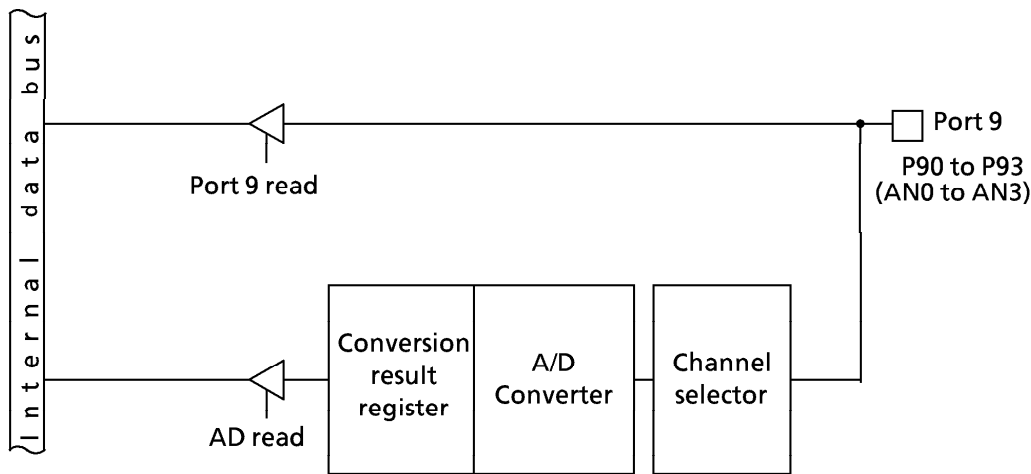 Internal data bus
Port 9
Port 9 read
P90 to P93
(AN0 to AN3)
Conversion
result
register
A/D
Converter
Channel
selector
AD read